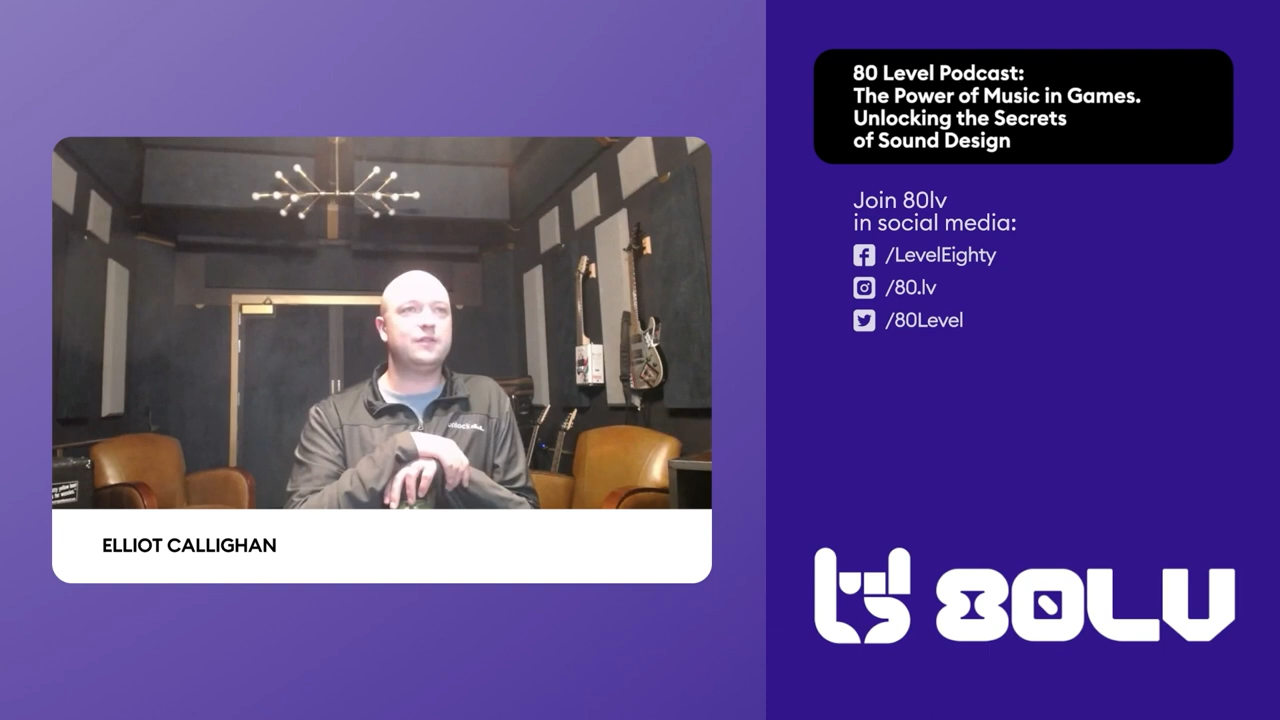 80 Level Podcast:
The Power of Music in Games.
Unlocking the Secrets
of Sound Design
Join 80lv
in social media:
/LevelEighty
/80.lv
/80Level
ELLIOT CALLIGHAN
80LV